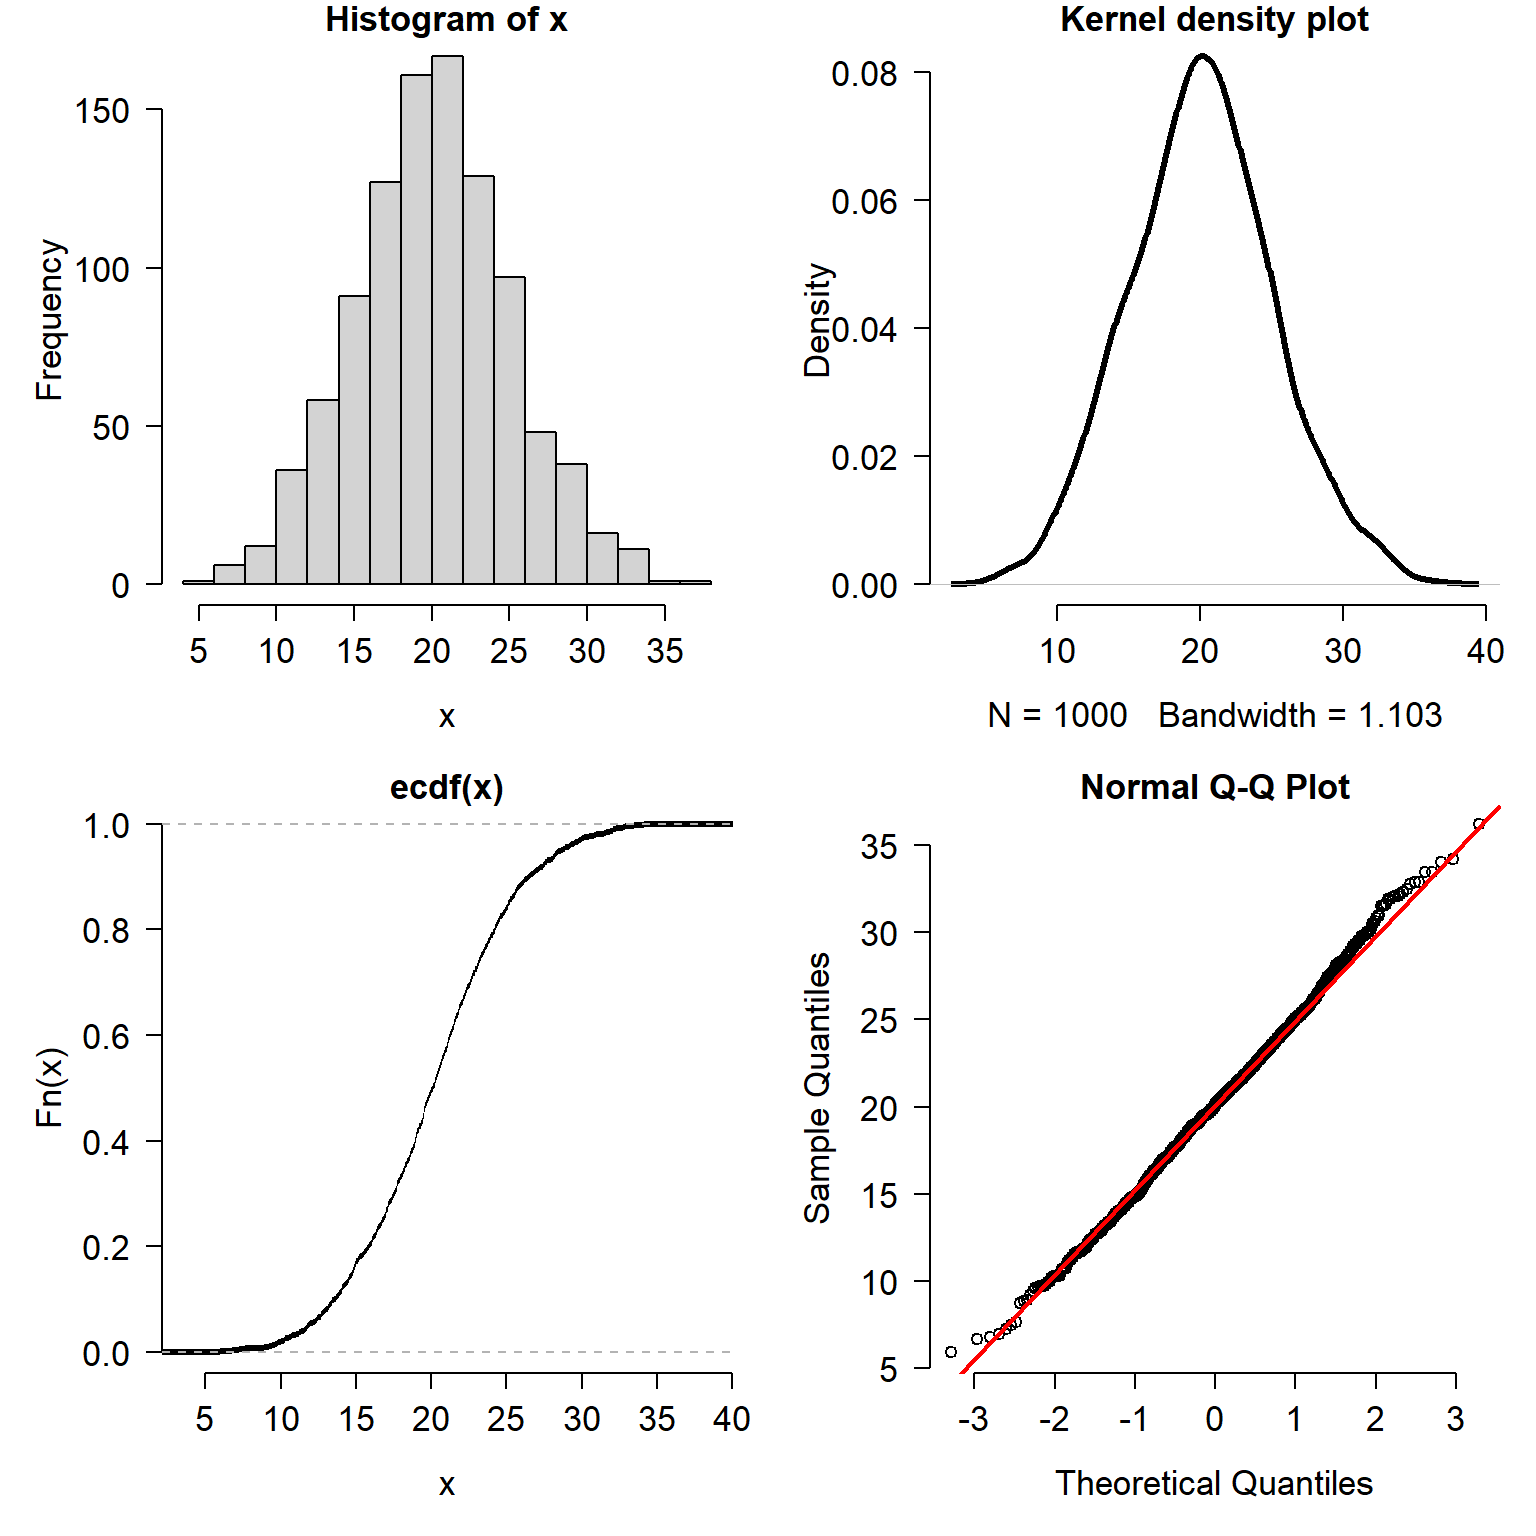 Histogram of x
Frequency
150
100
50
0
5 10 15 20 25 30 35
x
Kernel density plot
Density
0.08
0.06
0.04
0.02
0.00
10 20 30 40
N = 1000 Bandwidth = 1.103
ecdf(x)
Fn(x)
1.0
0.8
0.6
0.4
0.2
0.0
5 10 15 20 25 30 35 40
x
Normal Q-Q Plot
Sample Quantiles
35
30
25
20
15
10
5
-3 -2 -1 0 1 2 3
Theoretical Quantiles